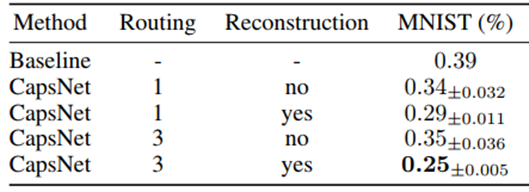 Method Routing Reconstruction MNIST (%)
Baseline - - 0.39
CapsNet 1 no 0.34±0.032
CapsNet 1 yes 0.29±0.011
CapsNet 3 no 0.35±0.036
CapsNet 3 yes 0.25±0.005